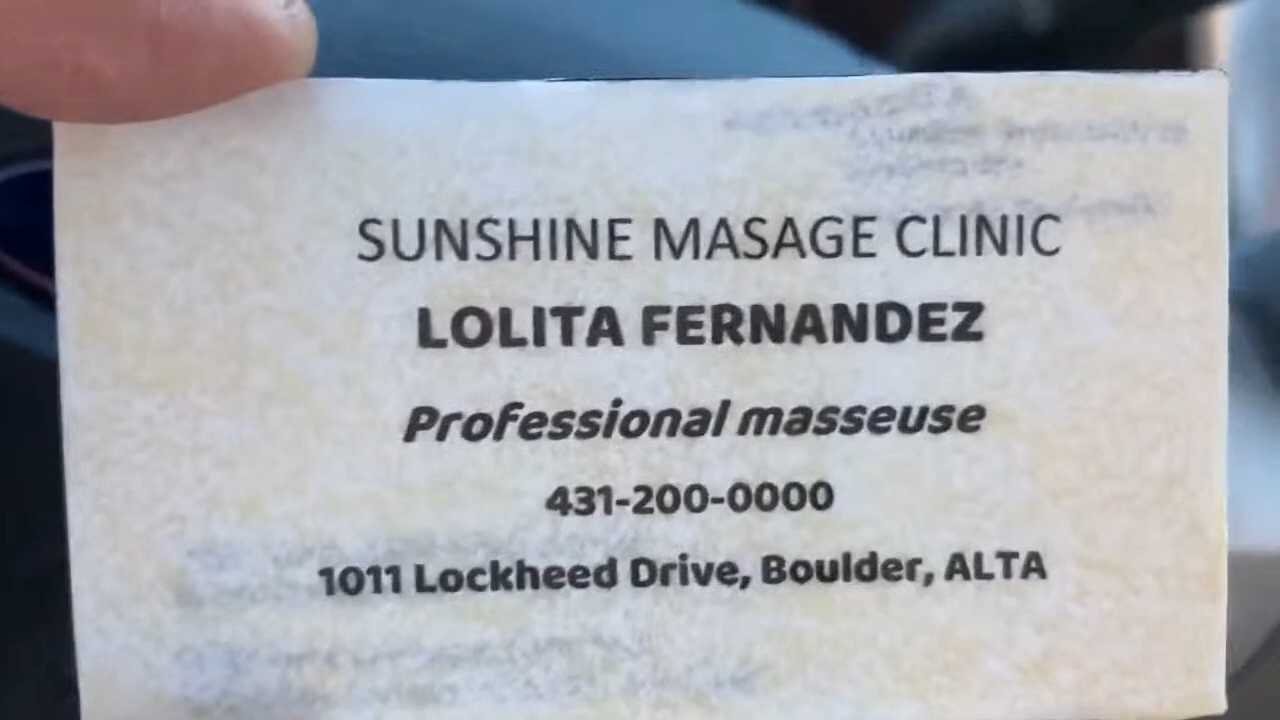 SUNSHINE MASAGE CLINIC
LOLITA FERNANDEZ
Professional masseuse
431-200-0000
1011 Lockheed Drive, Boulder, ALTA